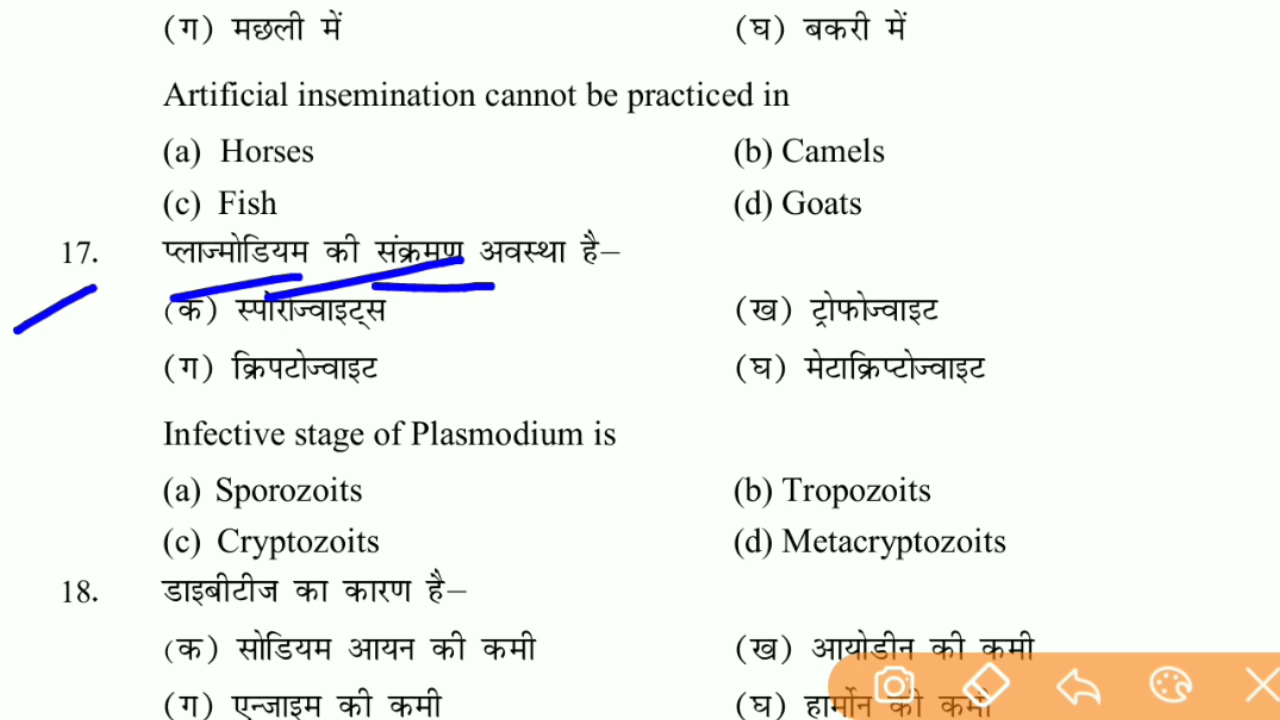 (ग) मछली में (घ) बकरी में
Artificial insemination cannot be practiced in
(a) Horses (b) Camels
(c) Fish (d) Goats
17. प्लाज्मोडियम की संक्रमण अवस्था है–
(क) स्पोरोज्वाइट्स (ख) ट्रोफोज्वाइट
(ग) क्रिपटोज्वाइट (घ) मेटाक्रिप्टोज्वाइट
Infective stage of Plasmodium is
(a) Sporozoits (b) Tropozoits
(c) Cryptozoits (d) Metacryptozoits
18. डाइबीटीज का कारण है–
(क) सोडियम आयन की कमी (ख) आयोडीन की कमी
(ग) एन्जाइम की कमी (घ) हार्मोन की कमी